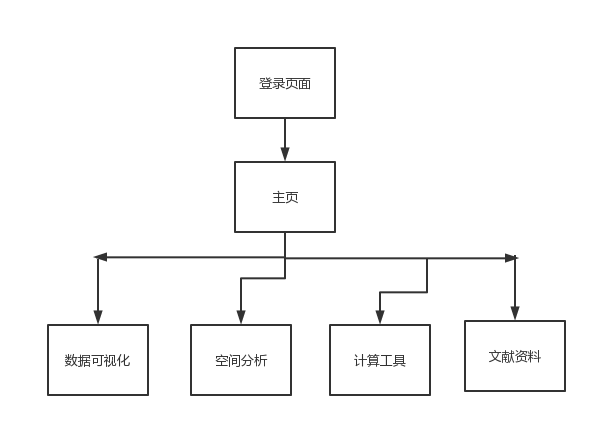 登录页面
主页
数据可视化
空间分析
计算工具
文献资料